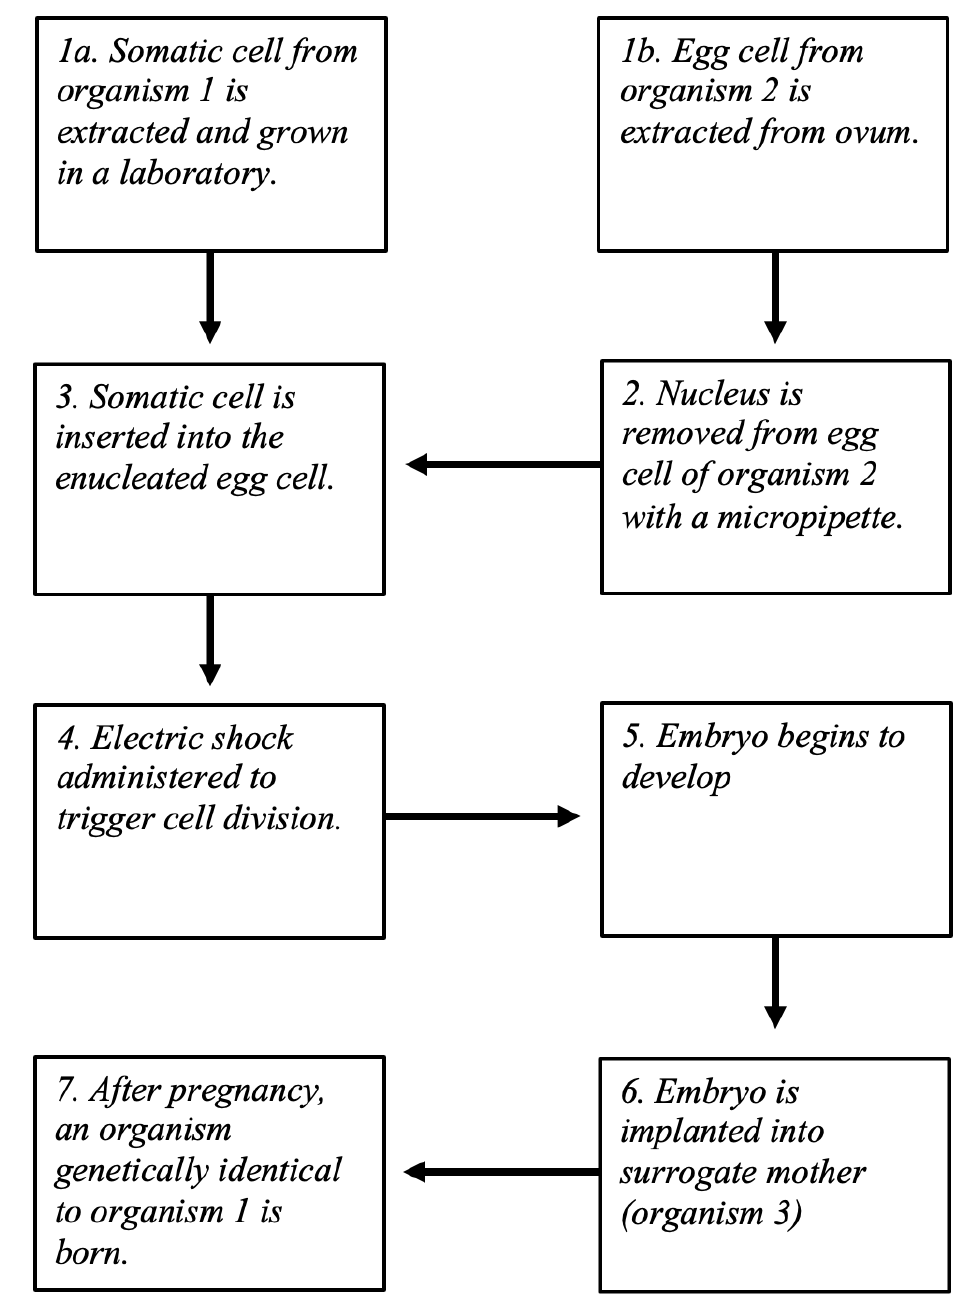 1a. Somatic cell from
organism 1 is
extracted and grown
in a laboratory.
1b. Egg cell from
organism 2 is
extracted from ovum.
3. Somatic cell is
inserted into the
enucleated egg cell.
2. Nucleus is
removed from egg
cell of organism 2
with a micropipette.
4. Electric shock
administered to
trigger cell division.
5. Embryo begins to
develop
7. After pregnancy,
an organism
genetically identical
to organism 1 is
born.
6. Embryo is
implanted into
surrogate mother
(organism 3)